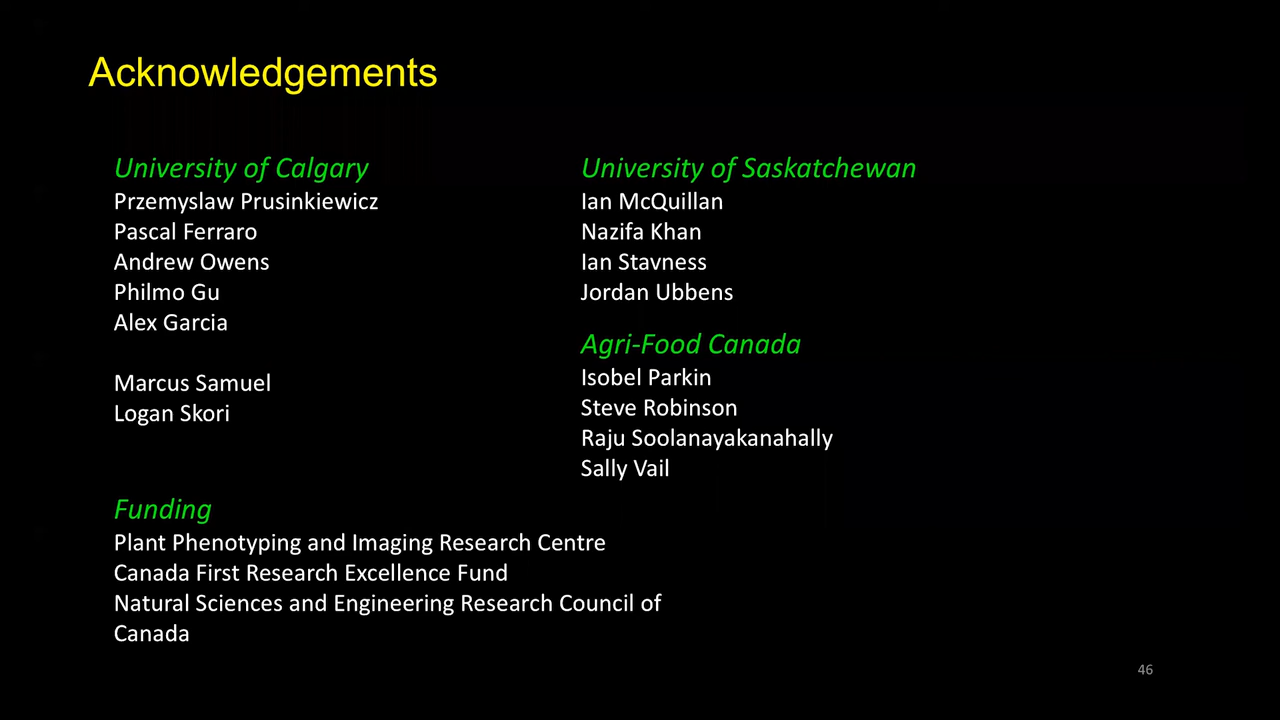 Acknowledgements
University of Calgary
Przemyslaw Prusinkiewicz
Pascal Ferraro
Andrew Owens
Philmo Gu
Alex Garcia
Marcus Samuel
Logan Skori
University of Saskatchewan
Ian McQuillan
Nazifa Khan
Ian Stavness
Jordan Ubbens
Agri-Food Canada
Isobel Parkin
Steve Robinson
Raju Soolanayakanahally
Sally Vail
Funding
Plant Phenotyping and Imaging Research Centre
Canada First Research Excellence Fund
Natural Sciences and Engineering Research Council of
Canada
46